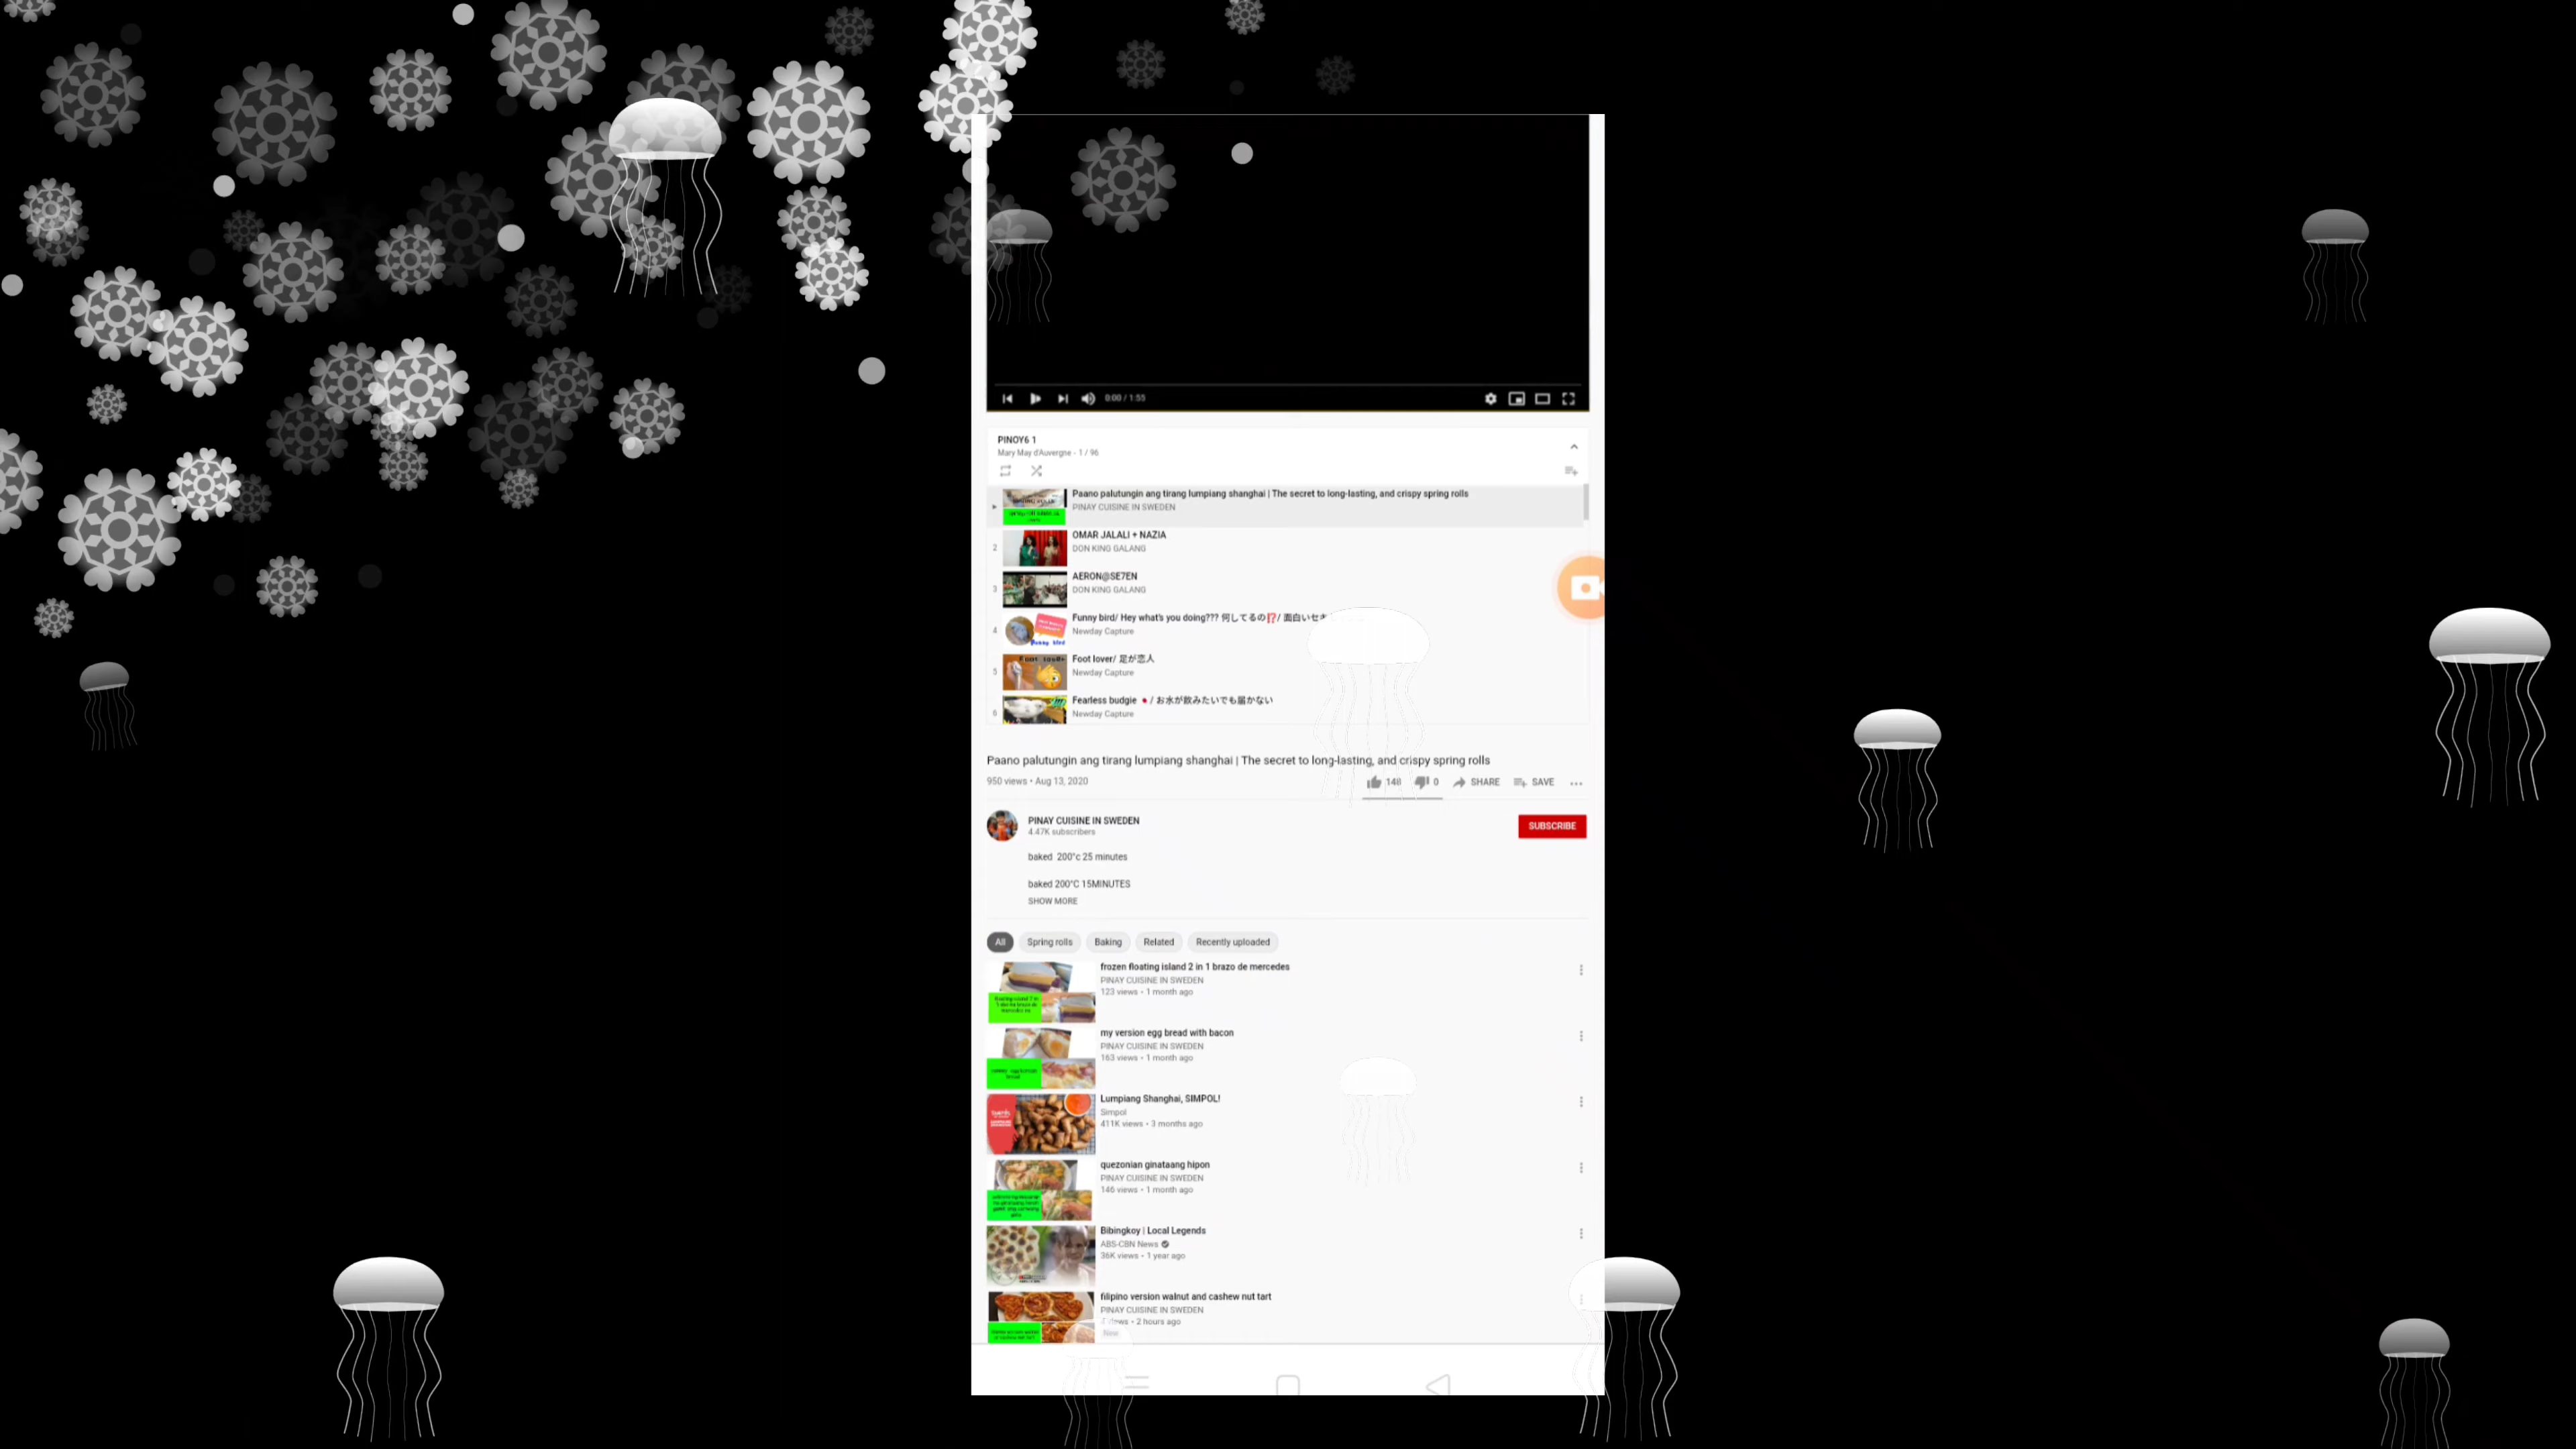 0:00 / 1:55
PINOY6 1
Mary May d'Auvergne - 1 / 96
Paano palutungin ang tirang lumpiang shanghai | The secret to long-lasting, and crispy spring rolls
PINAY CUISINE IN SWEDEN
2
OMAR JALALI + NAZIA
DON KING GALANG
3
AERON@SE7EN
DON KING GALANG
4
Funny bird/ Hey what's you doing??? 何してるの⁉/ 面白いセキ
Newday Capture
5
Foot lover/ 足が恋人
Newday Capture
6
Fearless budgie / お水が飲みたいでも届かない
Newday Capture
Paano palutungin ang tirang lumpiang shanghai | The secret to long-lasting, and crispy spring rolls
950 views • Aug 13, 2020
148 0 SHARE SAVE
PINAY CUISINE IN SWEDEN
4.47K subscribers
SUBSCRIBE
baked 200°c 25 minutes
baked 200°C 15MINUTES
SHOW MORE
All Spring rolls Baking Related Recently uploaded
frozen floating island 2 in 1 brazo de mercedes
PINAY CUISINE IN SWEDEN
123 views • 1 month ago
my version egg bread with bacon
PINAY CUISINE IN SWEDEN
163 views • 1 month ago
Lumpiang Shanghai, SIMPOL!
Simpol
411K views • 3 months ago
quezonian ginataang hipon
PINAY CUISINE IN SWEDEN
146 views • 1 month ago
Bibingkoy | Local Legends
ABS-CBN News
36K views • 1 year ago
filipino version walnut and cashew nut tart
PINAY CUISINE IN SWEDEN
views • 2 hours ago
New